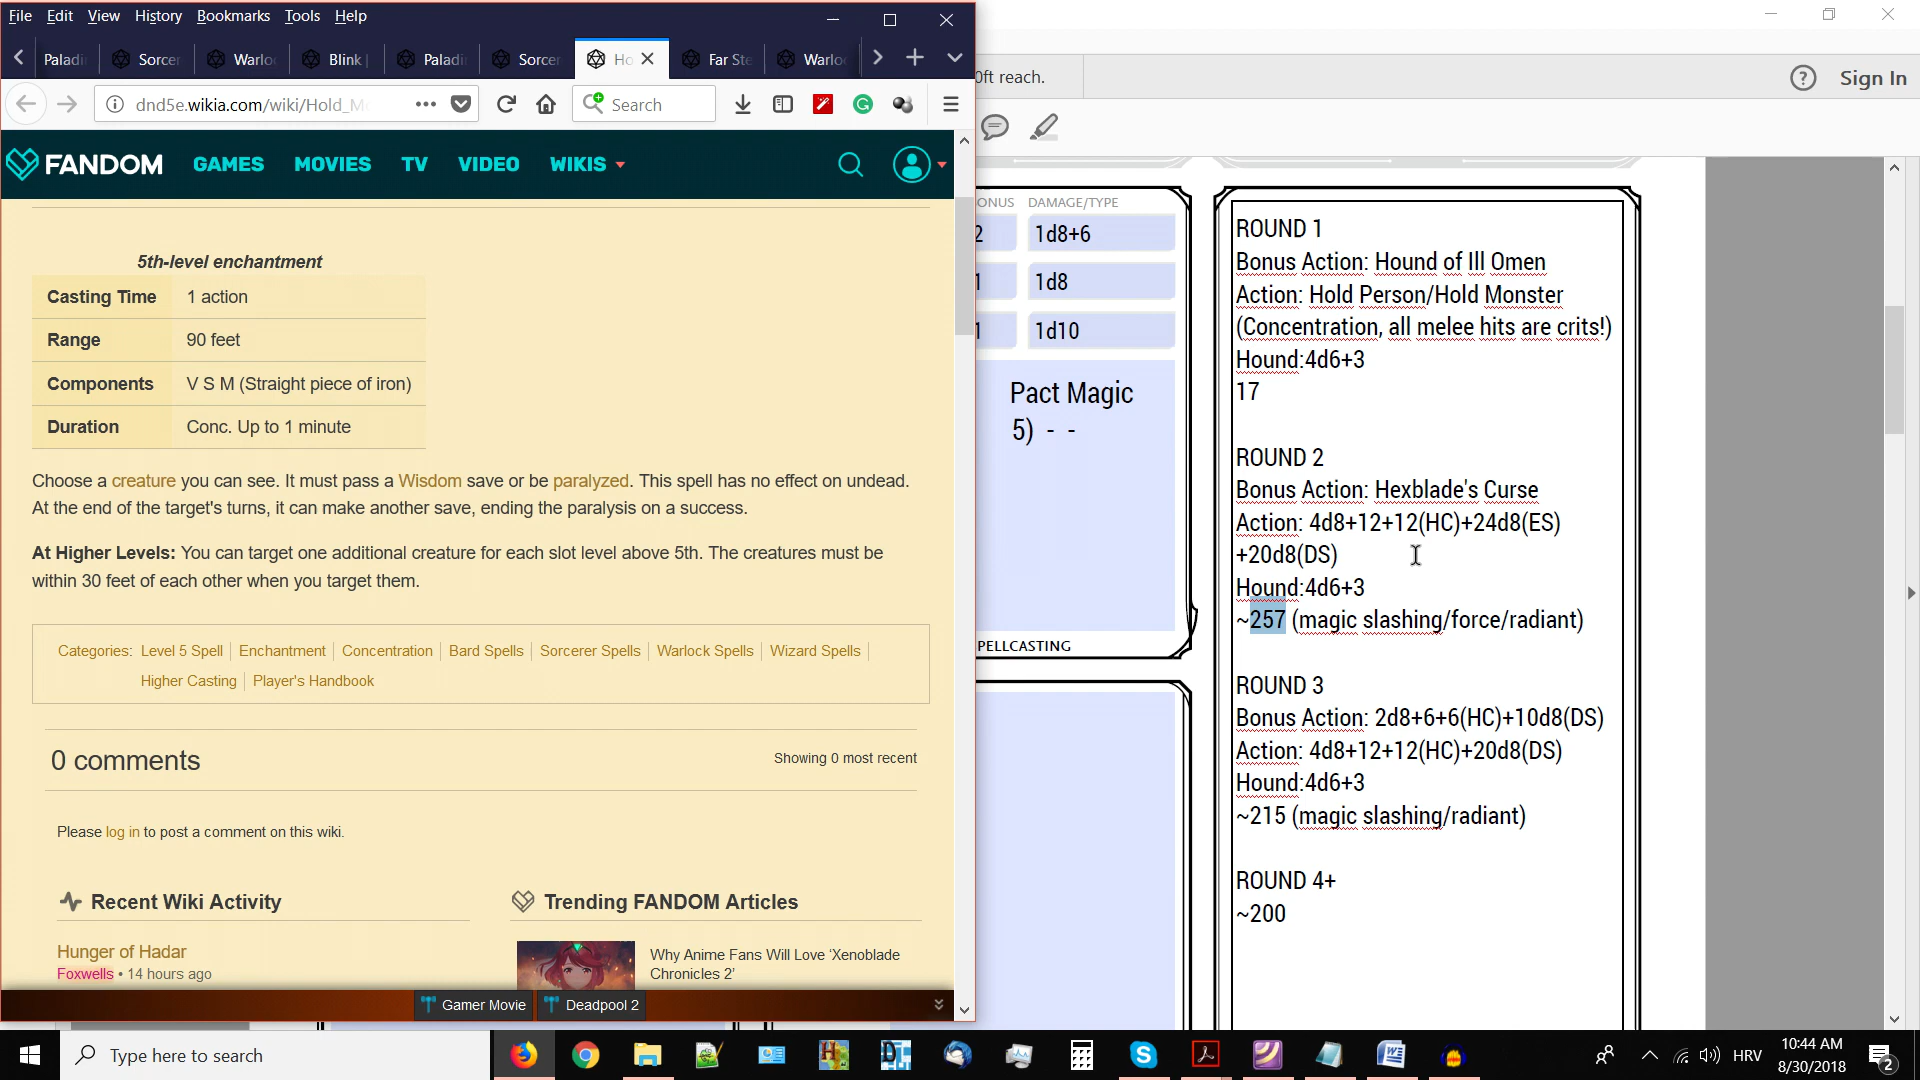 File Edit View History Bookmarks Tools Help
Paladi Sorcer Warlo Blink | Paladi Sorcer Ho Far Ste Warlo
dnd5e.wikia.com/wiki/Hold_M
Search
FANDOM GAMES MOVIES TV VIDEO WIKIS
5th-level enchantment
Casting Time 1 action
Range 90 feet
Components V S M (Straight piece of iron)
Duration Conc. Up to 1 minute
Choose a creature you can see. It must pass a Wisdom save or be paralyzed. This spell has no effect on undead.
At the end of the target's turns, it can make another save, ending the paralysis on a success.
At Higher Levels: You can target one additional creature for each slot level above 5th. The creatures must be
within 30 feet of each other when you target them.
Categories: Level 5 Spell Enchantment Concentration Bard Spells Sorcerer Spells Warlock Spells Wizard Spells
Higher Casting Player's Handbook
0 comments
Showing 0 most recent
Please log in to post a comment on this wiki.
Recent Wiki Activity
Hunger of Hadar
Foxwells • 14 hours ago
Trending FANDOM Articles
Why Anime Fans Will Love ‘Xenoblade
Chronicles 2’
Gamer Movie Deadpool 2
0ft reach.
Sign In
ONUS DAMAGE/TYPE
2 1d8+6
1 1d8
1 1d10
Pact Magic
5) - -
PELLCASTING
ROUND 1
Bonus Action: Hound of Ill Omen
Action: Hold Person/Hold Monster
(Concentration, all melee hits are crits!)
Hound:4d6+3
17
ROUND 2
Bonus Action: Hexblade's Curse
Action: 4d8+12+12(HC)+24d8(ES)
+20d8(DS)
Hound:4d6+3
~257 (magic slashing/force/radiant)
ROUND 3
Bonus Action: 2d8+6+6(HC)+10d8(DS)
Action: 4d8+12+12(HC)+20d8(DS)
Hound:4d6+3
~215 (magic slashing/radiant)
ROUND 4+
~200
Type here to search
HRV
10:44 AM
8/30/2018
2